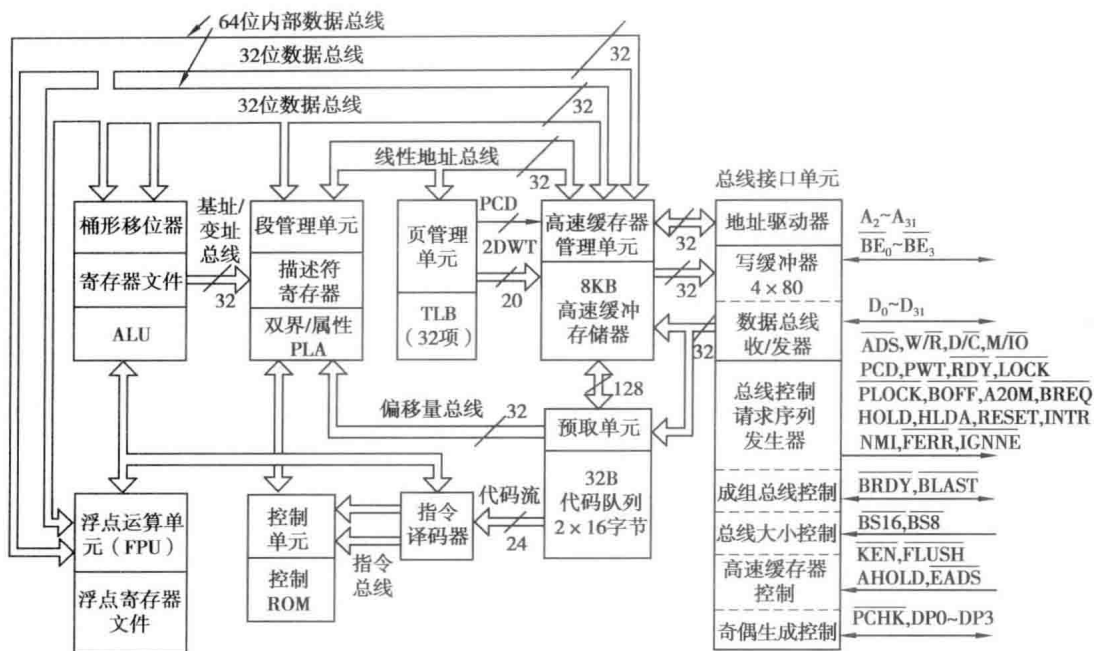 64位内部数据总线
32位数据总线
32
32位数据总线
32
线性地址总线
32
总线接口单元
桶形移位器
寄存器文件
ALU
基址/
变址
总线
32
段管理单元
描述符
寄存器
双界/属性
PLA
页管理
单元
TLB
(32项)
PCD
2DWT
20
高速缓存器
管理单元
8KB
高速缓冲
存储器
32
32
32
地址驱动器
写缓冲器
4×80
数据总线
收/发器
总线控制
请求序列
发生器
成组总线控制
总线大小控制
高速缓存器
控制
奇偶生成控制
A2~A31
BE0~BE3
D0~D31
ADS,W/R,D/C,M/IO
PCD,PWT,RDY,LOCK
PLOCK,BOFF,A20M,BREQ
HOLD,HLDA,RESET,INTR
NMI,FERR,IGNNE
BRDY,BLAST
BS16,BS8
KEN,FLUSH
AHOLD,EADS
PCHK,DP0~DP3
128
偏移量总线
32
预取单元
32B
代码队列
2×16字节
代码流
24
指令
译码器
指令
总线
控制
单元
控制
ROM
浮点运算单
元(FPU)
浮点寄存器
文件